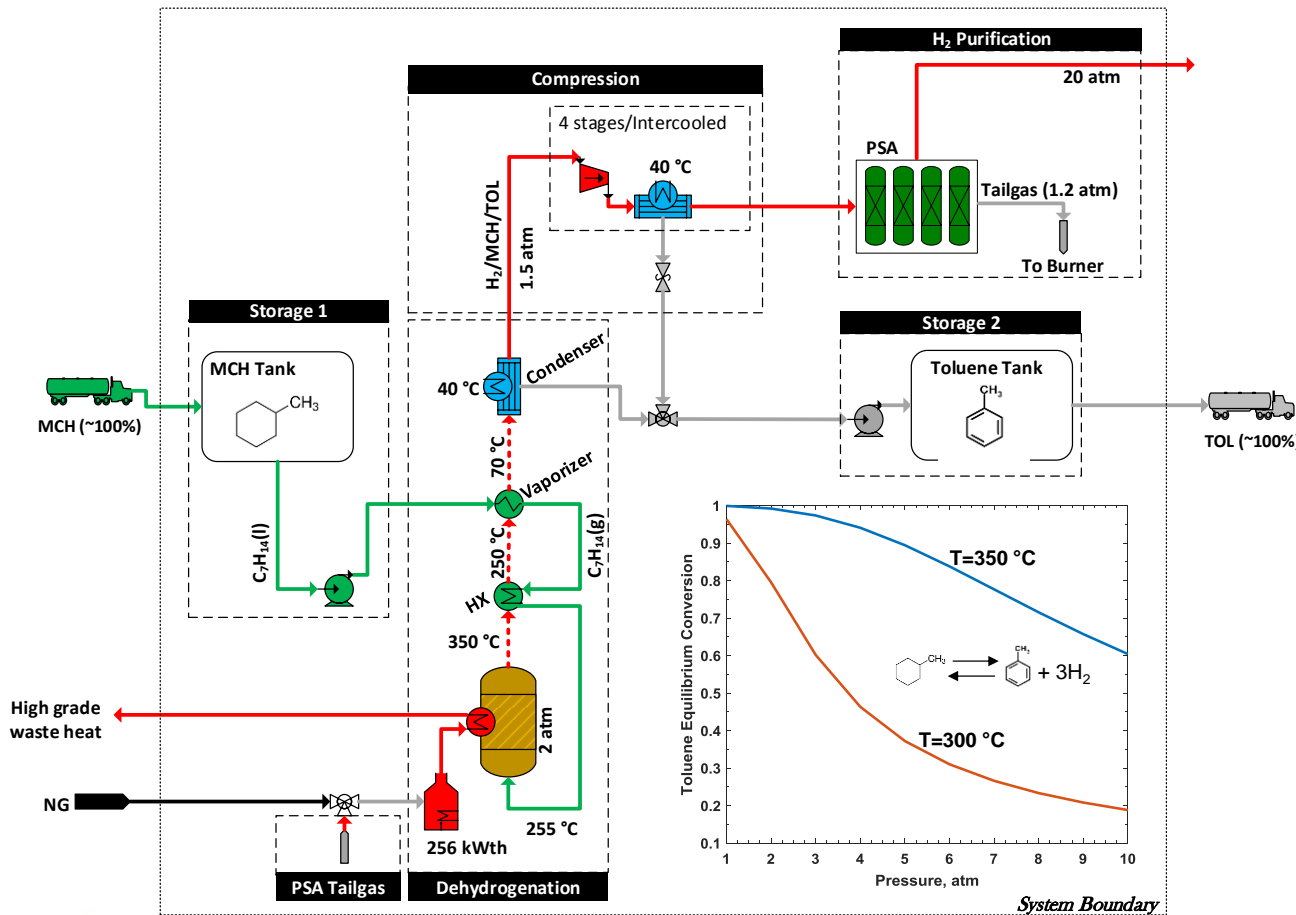 H₂ Purification
20 atm
PSA
Tailgas (1.2 atm)
To Burner
Compression
4 stages/Intercooled
40 °C
H₂/MCH/TOL
1.5 atm
Storage 1
MCH Tank
CH₃
MCH (~100%)
C₇H₁₄(l)
Condenser
40 °C
70 °C
Vaporizer
250 °C
C₇H₁₄(g)
HX
350 °C
2 atm
255 °C
256 kWth
Dehydrogenation
High grade
waste heat
NG
PSA Tailgas
Storage 2
Toluene Tank
CH₃
TOL (~100%)
Toluene Equilibrium Conversion
1
0.9
0.8
0.7
0.6
0.5
0.4
0.3
0.2
0.1
T=350 °C
CH₃
CH₃
+ 3H₂
T=300 °C
1 2 3 4 5 6 7 8 9 10
Pressure, atm
System Boundary